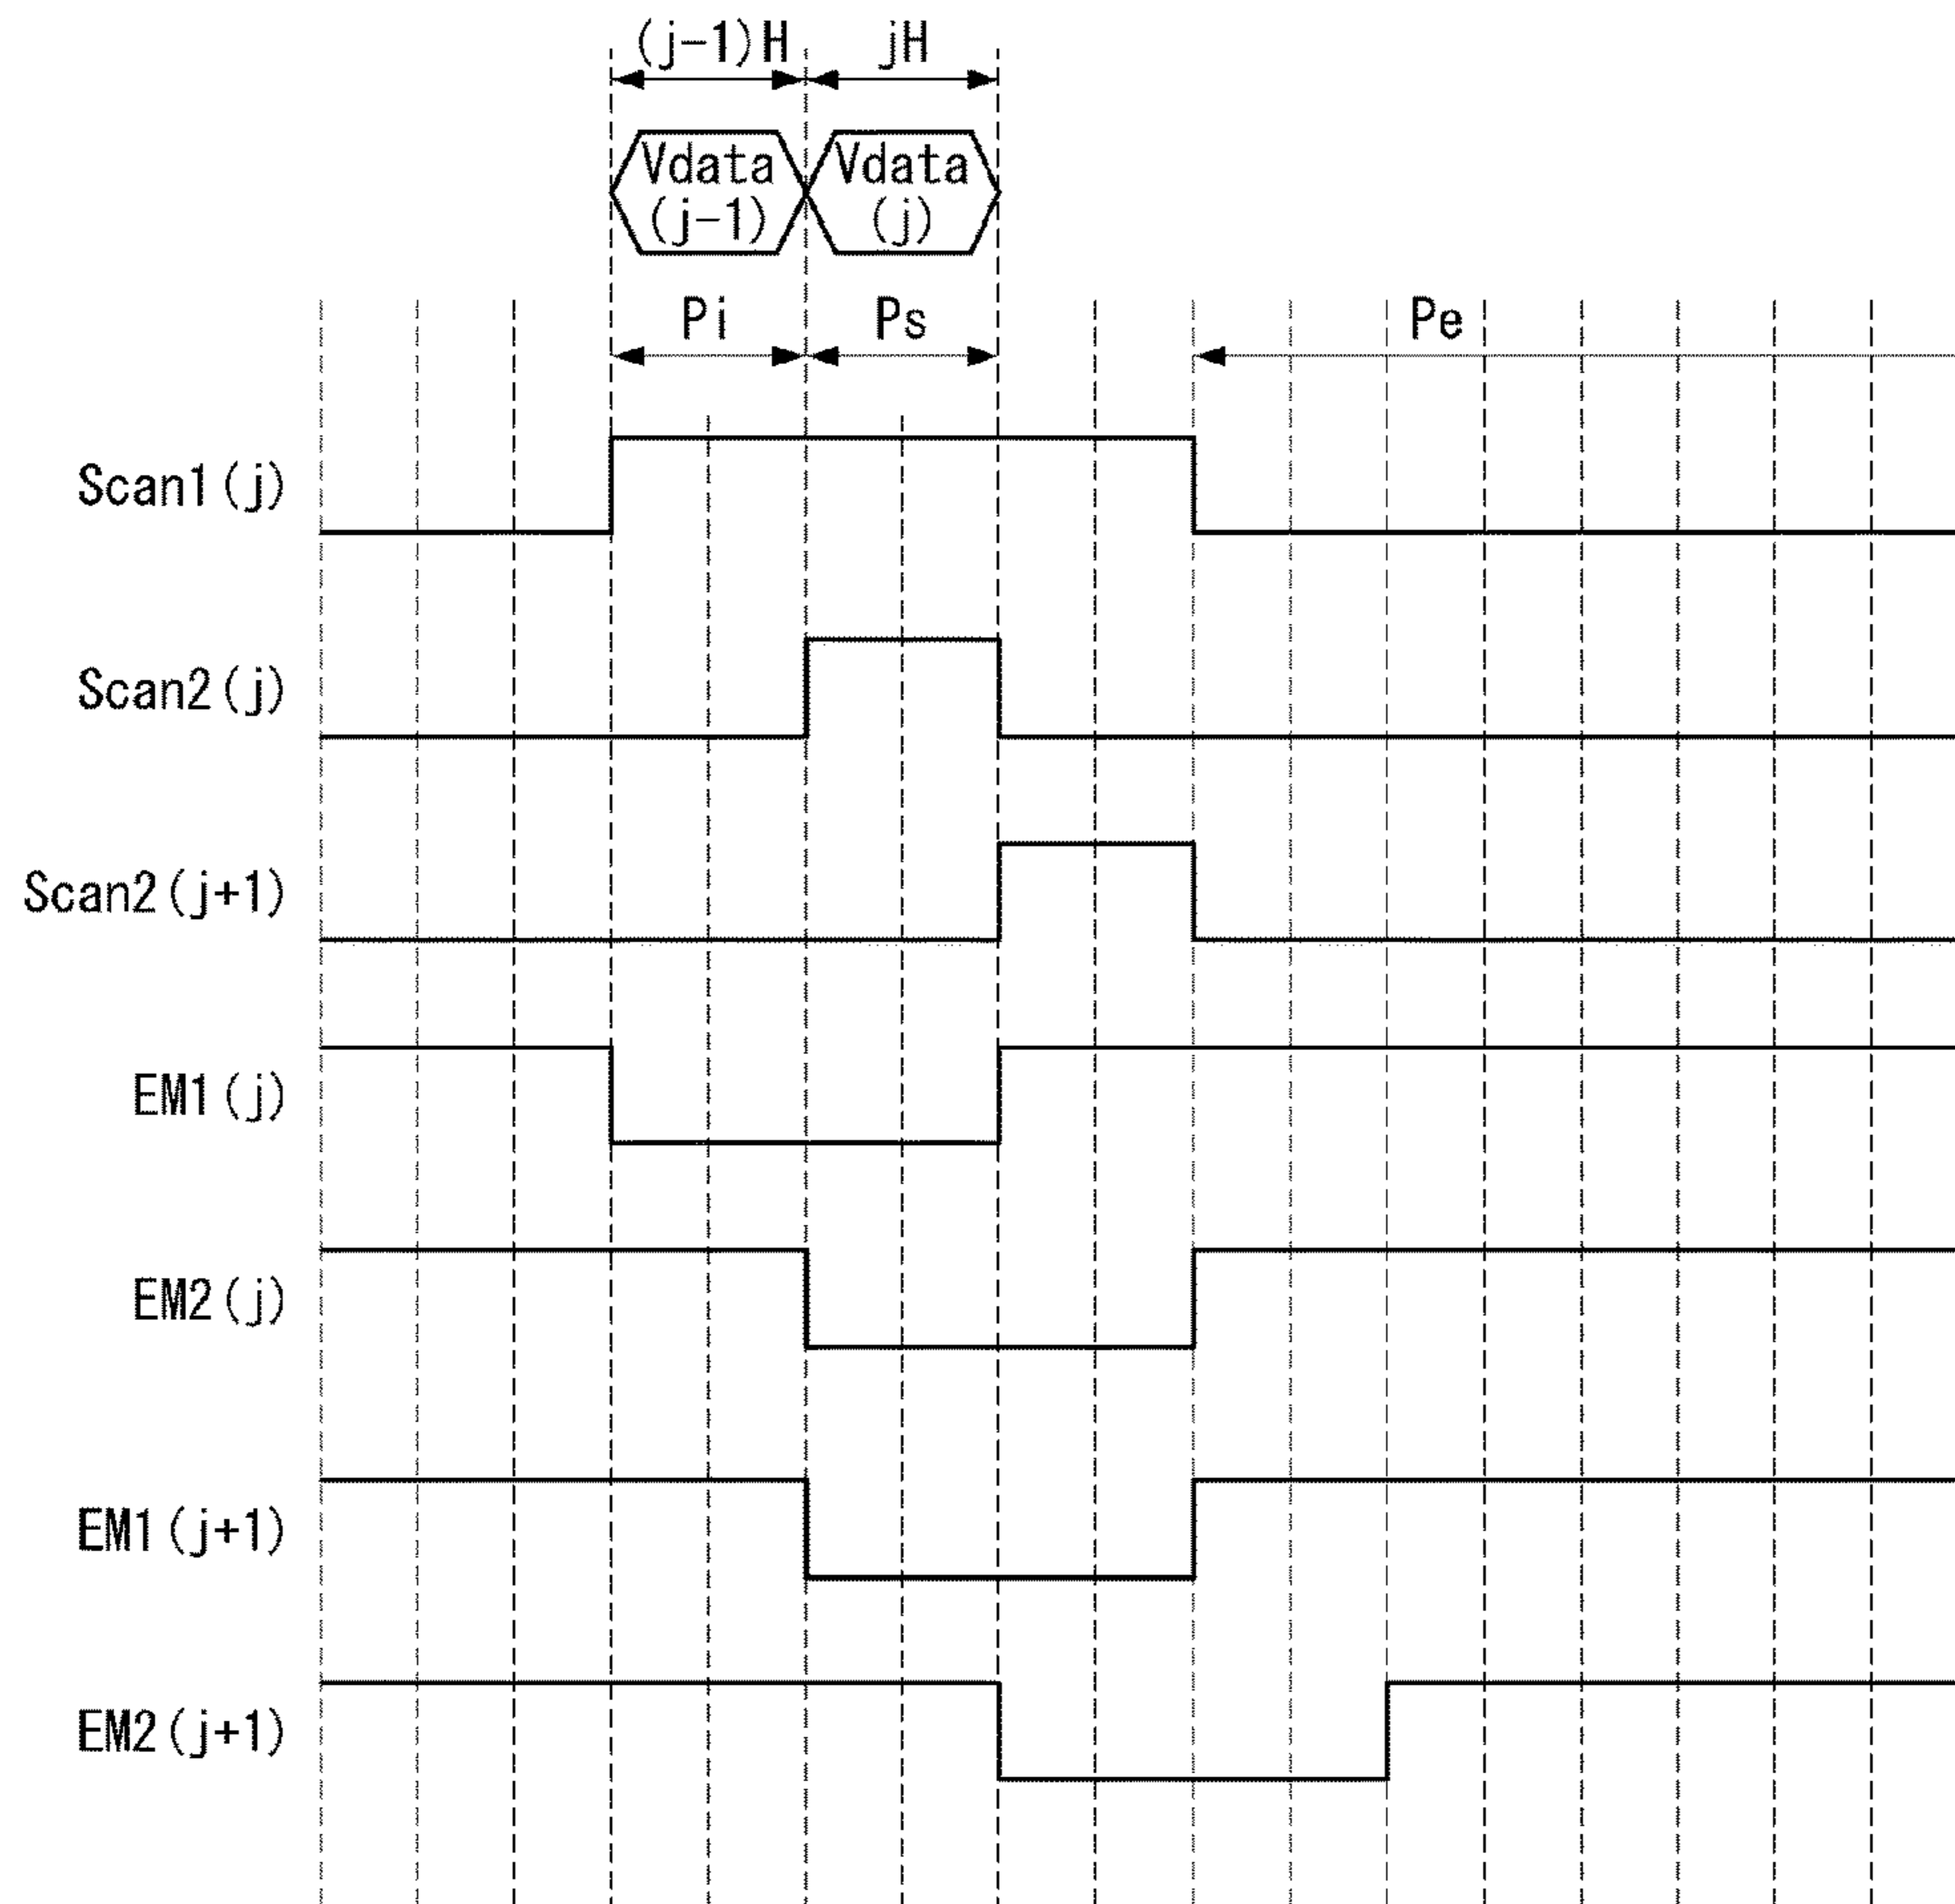 (j-1)H jH
Vdata Vdata
(j-1) (j)
Pi Ps Pe
Scan1(j)
Scan2(j)
Scan2(j+1)
EM1(j)
EM2(j)
EM1(j+1)
EM2(j+1)